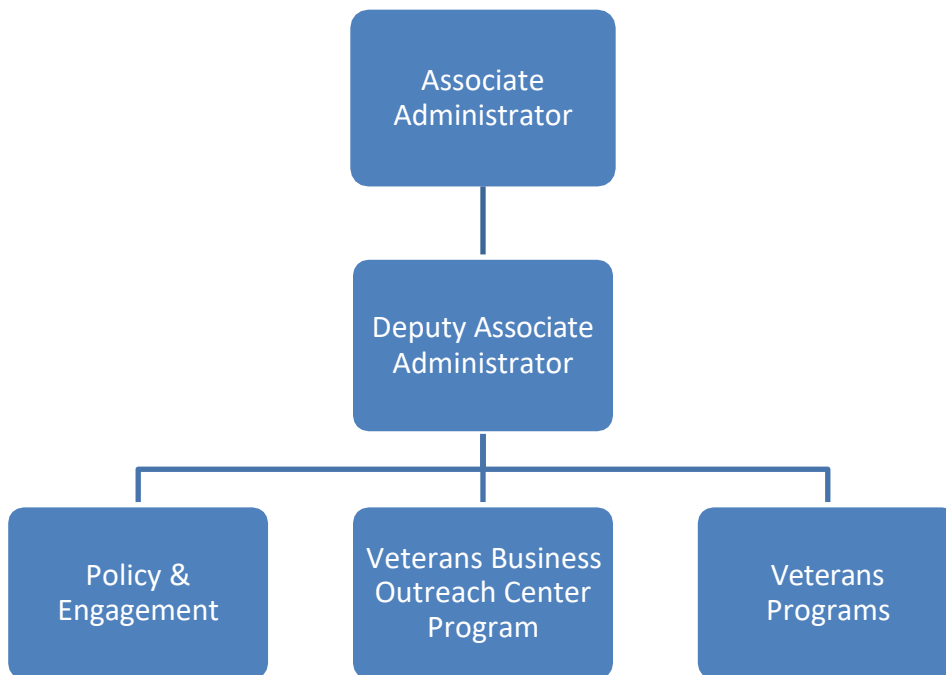 Associate
Administrator
Deputy Associate
Administrator
Policy &
Engagement
Veterans Business
Outreach Center
Program
Veterans
Programs